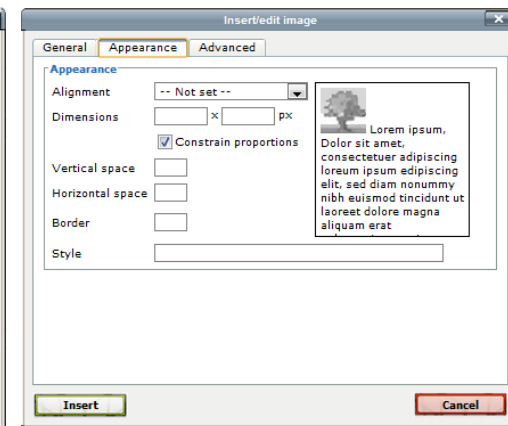 Insert/edit image
General Appearance Advanced
Appearance
Alignment -- Not set --
Dimensions x px
Constrain proportions
Vertical space
Horizontal space
Border
Style
Lorem ipsum,
Dolor sit amet,
consectetuer adipiscing
loreum ipsum edipiscing
elit, sed diam nonummy
nibh euismod tincidunt ut
laoreet dolore magna
aliquam erat
Insert Cancel